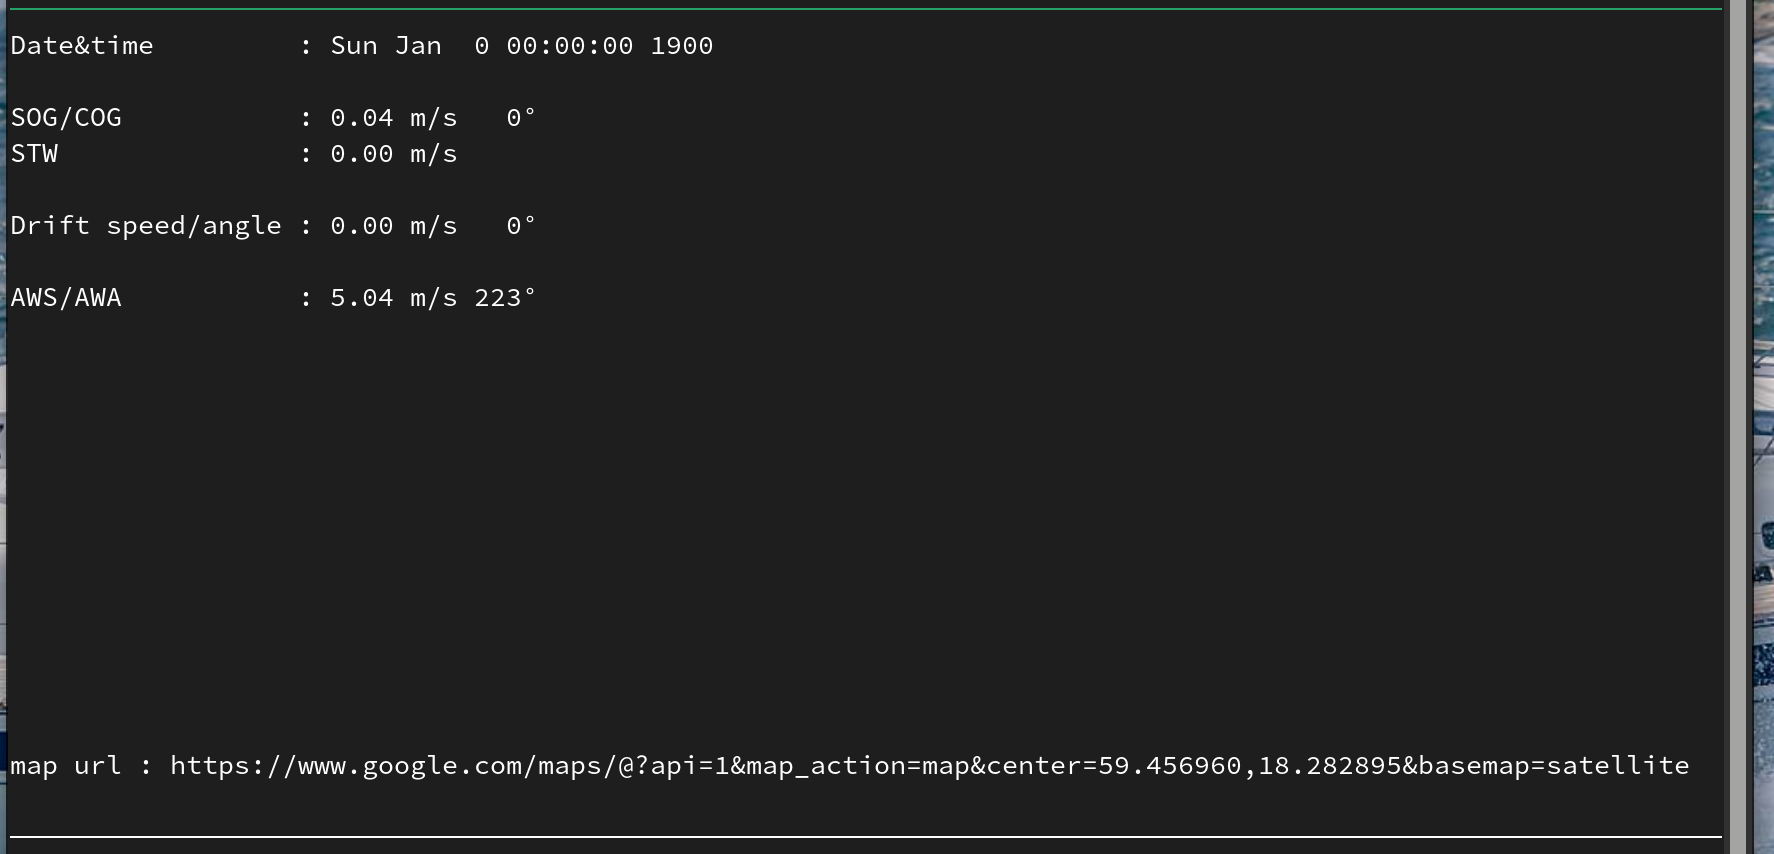 Date&time         : Sun Jan  0 00:00:00 1900
SOG/COG           : 0.04 m/s   0°
STW               : 0.00 m/s
Drift speed/angle : 0.00 m/s   0°
AWS/AWA           : 5.04 m/s 223°
map url : https://www.google.com/maps/@?api=1&map_action=map&center=59.456960,18.282895&basemap=satellite